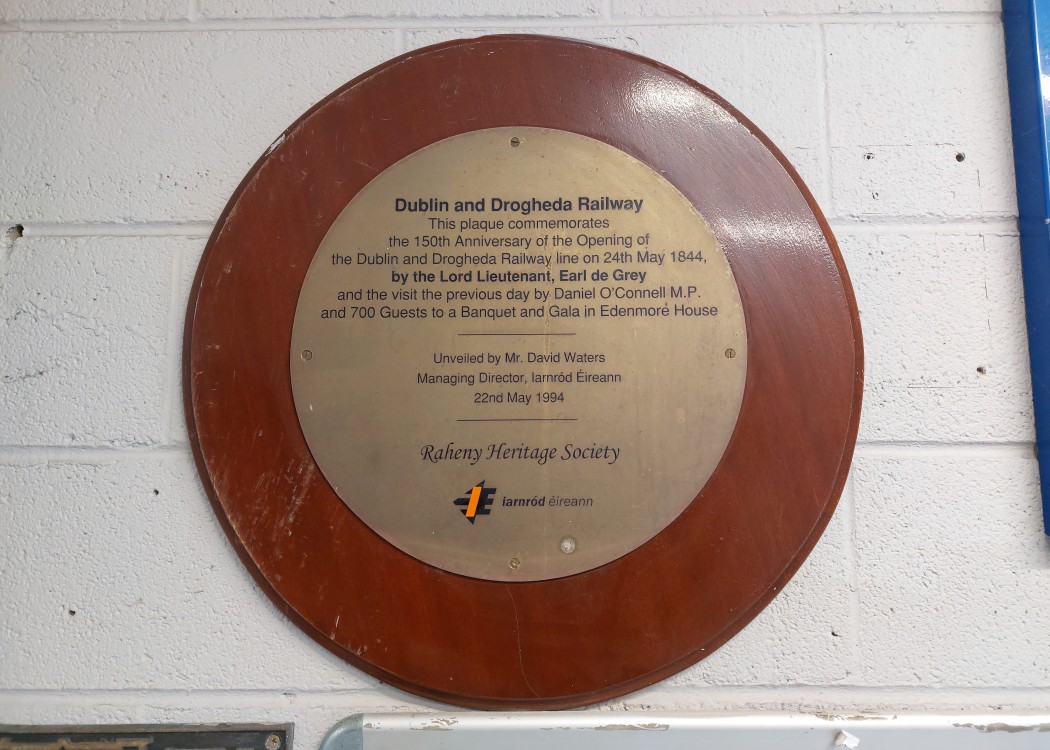 Dublin and Drogheda Railway
This plaque commemorates
the 150th Anniversary of the Opening of
the Dublin and Drogheda Railway line on 24th May 1844,
by the Lord Lieutenant, Earl de Grey
and the visit the previous day by Daniel O'Connell M.P.
and 700 Guests to a Banquet and Gala in Edenmore House
Unveiled by Mr. David Waters
Managing Director, Iarnród Éireann
22nd May 1994
Raheny Heritage Society
IE iarnród éireann